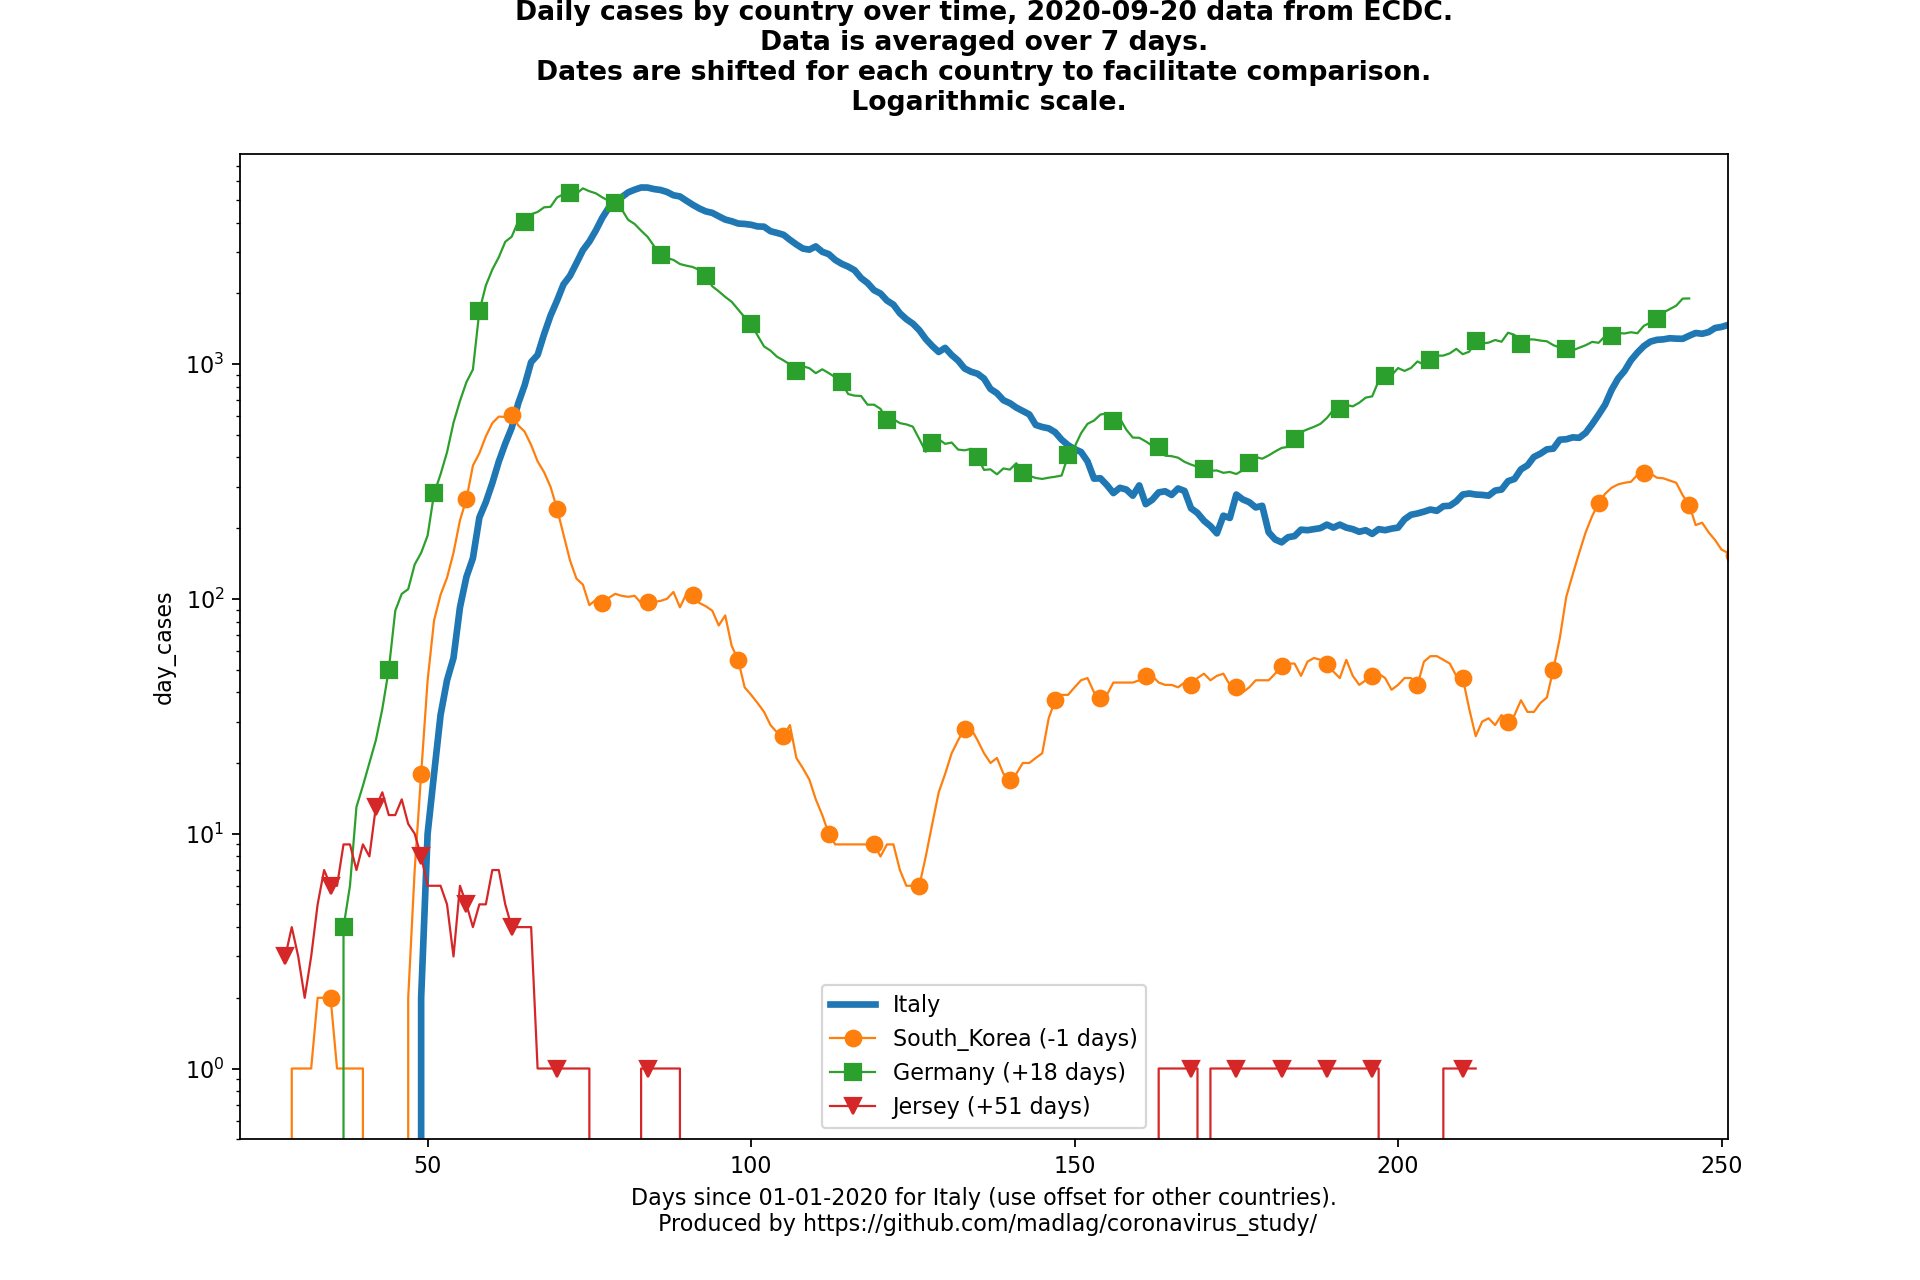 Daily cases by country over time, 2020-09-20 data from ECDC.
Data is averaged over 7 days.
Dates are shifted for each country to facilitate comparison.
Logarithmic scale.
day_cases
10^3
10^2
10^1
10^0
Italy
South_Korea (-1 days)
Germany (+18 days)
Jersey (+51 days)
50
100
150
200
250
Days since 01-01-2020 for Italy (use offset for other countries).
Produced by https://github.com/madlag/coronavirus_study/